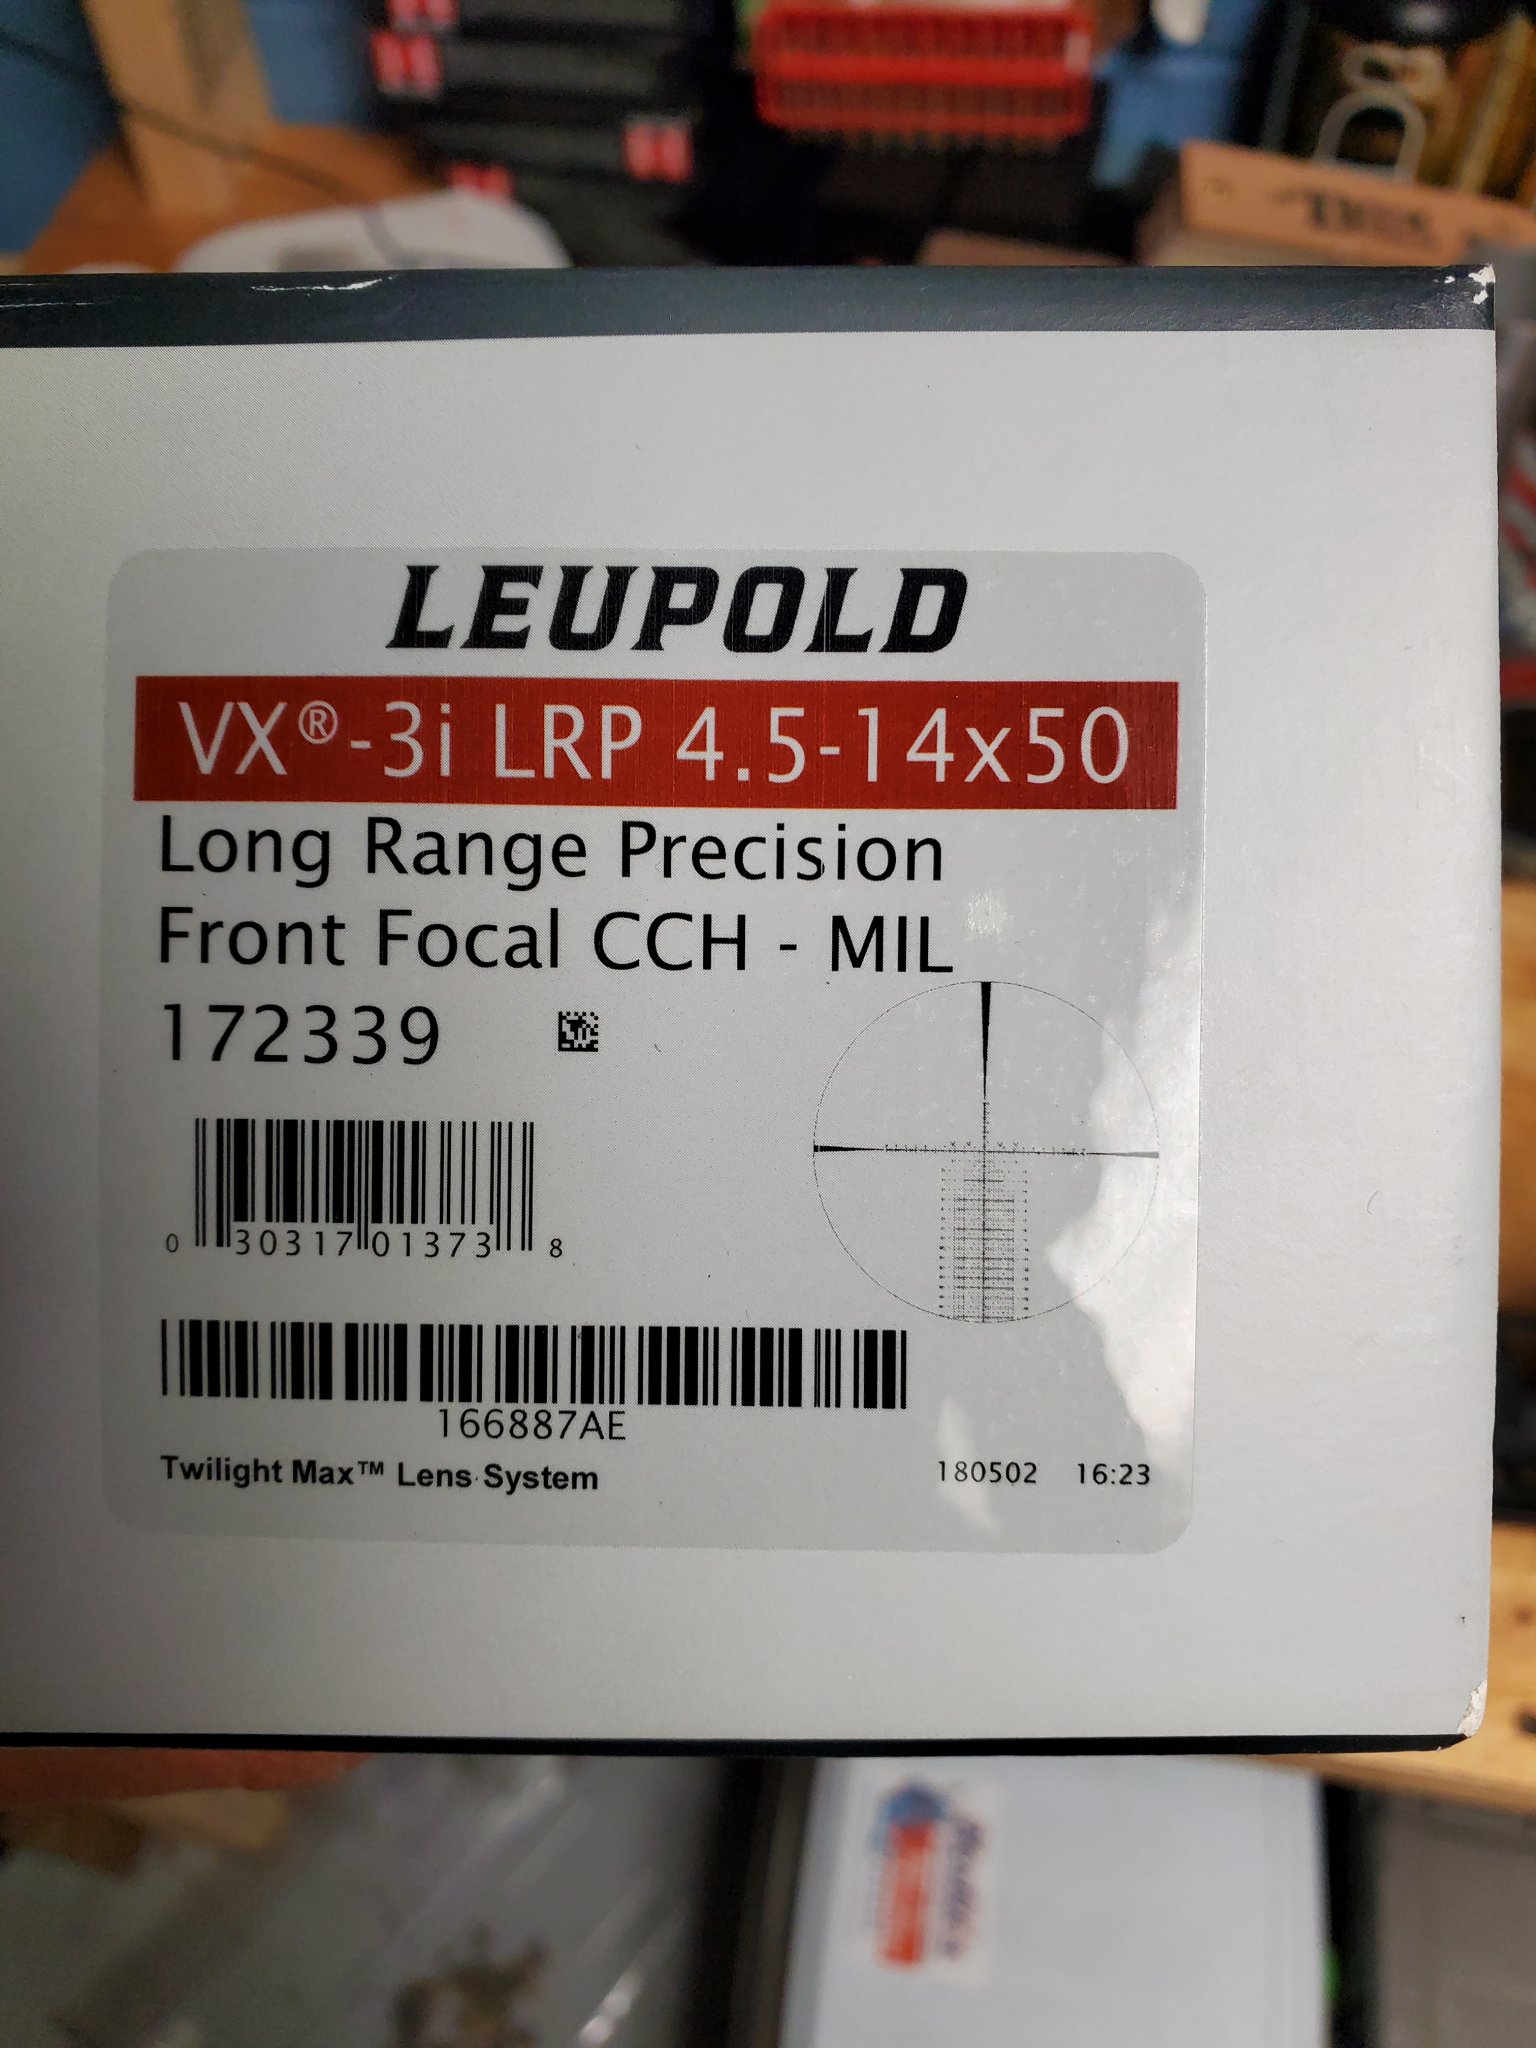 LEUPOLD
VX®-3i LRP 4.5-14x50
Long Range Precision
Front Focal CCH - MIL
172339
0 30317 01373 8
166887AE
Twilight Max™ Lens System
180502 16:23